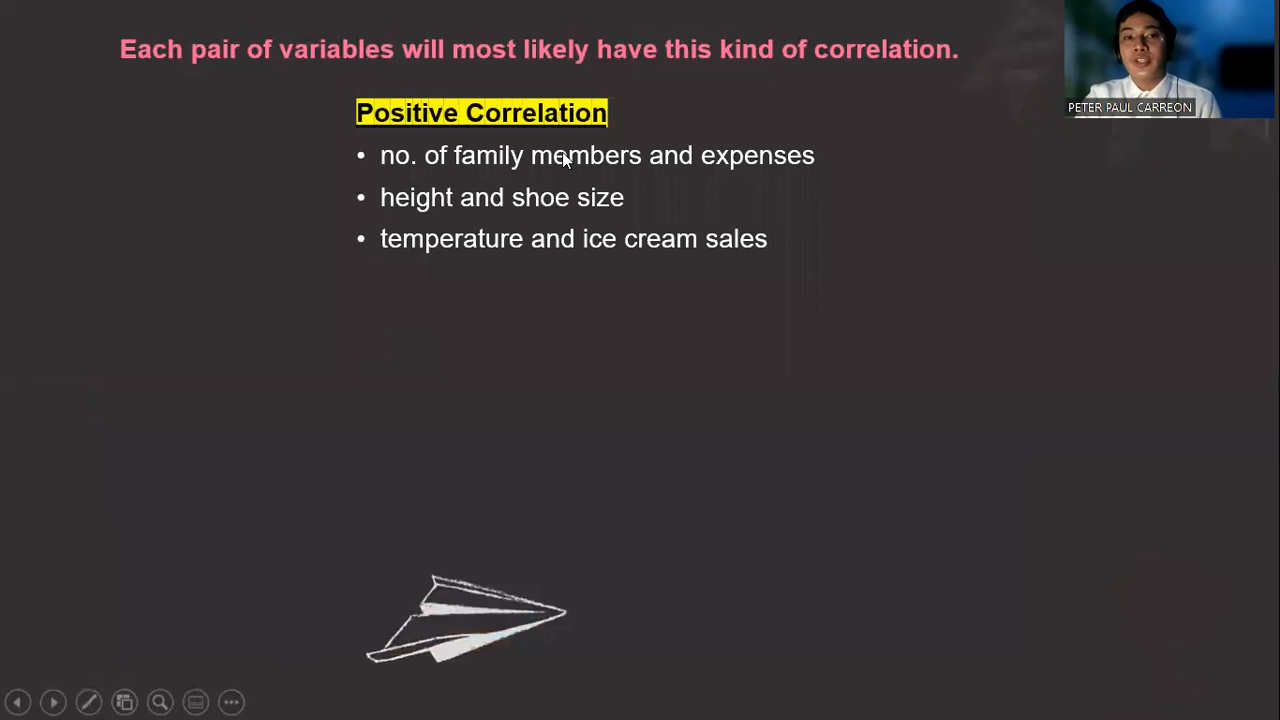 Each pair of variables will most likely have this kind of correlation.
PETER PAUL CARREON
Positive Correlation
• no. of family members and expenses
• height and shoe size
• temperature and ice cream sales